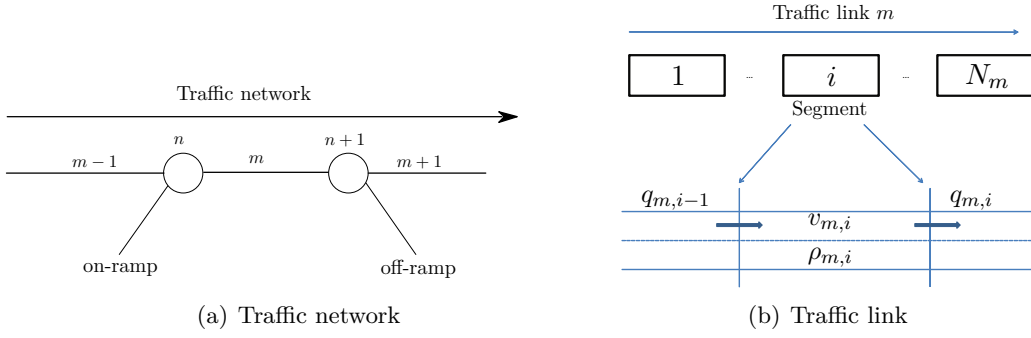 Traffic network
n
n + 1
m − 1
m
m + 1
on-ramp
off-ramp
(a) Traffic network
Traffic link m
1 ... i ... N_m
Segment
q_{m,i−1}
q_{m,i}
v_{m,i}
ρ_{m,i}
(b) Traffic link